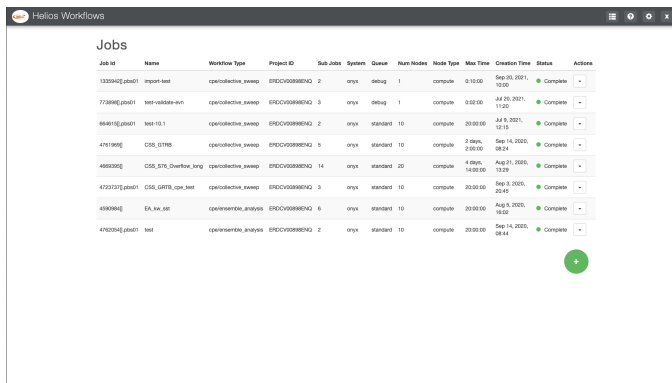 Helios Workflows
x
Jobs
Job Id Name Workflow Type Project ID Sub Jobs System Queue Num Nodes Node Type Max Time Creation Time Status Actions
1335942[].pbs01 import-test cpe/collective_sweep ERDCV00898ENQ 2 onyx debug 1 compute 0:10:00 Sep 20, 2021, 10:00 Complete
773898[].pbs01 test-validate-evn cpe/collective_sweep ERDCV00898ENQ 3 onyx debug 1 compute 0:02:00 Jul 20, 2021, 11:20 Complete
664615[].pbs01 test-10.1 cpe/collective_sweep ERDCV00898ENQ 2 onyx standard 10 compute 20:00:00 Jul 9, 2021, 12:15 Complete
4761969[] CSS_GTRB cpe/collective_sweep ERDCV00898ENQ 5 onyx standard 10 compute 2 days, 2:00:00 Sep 14, 2020, 08:24 Complete
4669395[] CSS_S76_Overflow_long cpe/collective_sweep ERDCV00898ENQ 14 onyx standard 20 compute 4 days, 14:00:00 Aug 21, 2020, 13:29 Complete
4723737[].pbs01 CSS_GRTB_cpe_test cpe/collective_sweep ERDCV00898ENQ 3 onyx standard 10 compute 20:00:00 Sep 3, 2020, 20:45 Complete
4590984[] EA_kw_sst cpe/ensemble_analysis ERDCV00898ENQ 6 onyx standard 10 compute 20:00:00 Aug 5, 2020, 16:02 Complete
4762054[].pbs01 test cpe/ensemble_analysis ERDCV00898ENQ 2 onyx standard 10 compute 20:00:00 Sep 14, 2020, 08:44 Complete
+